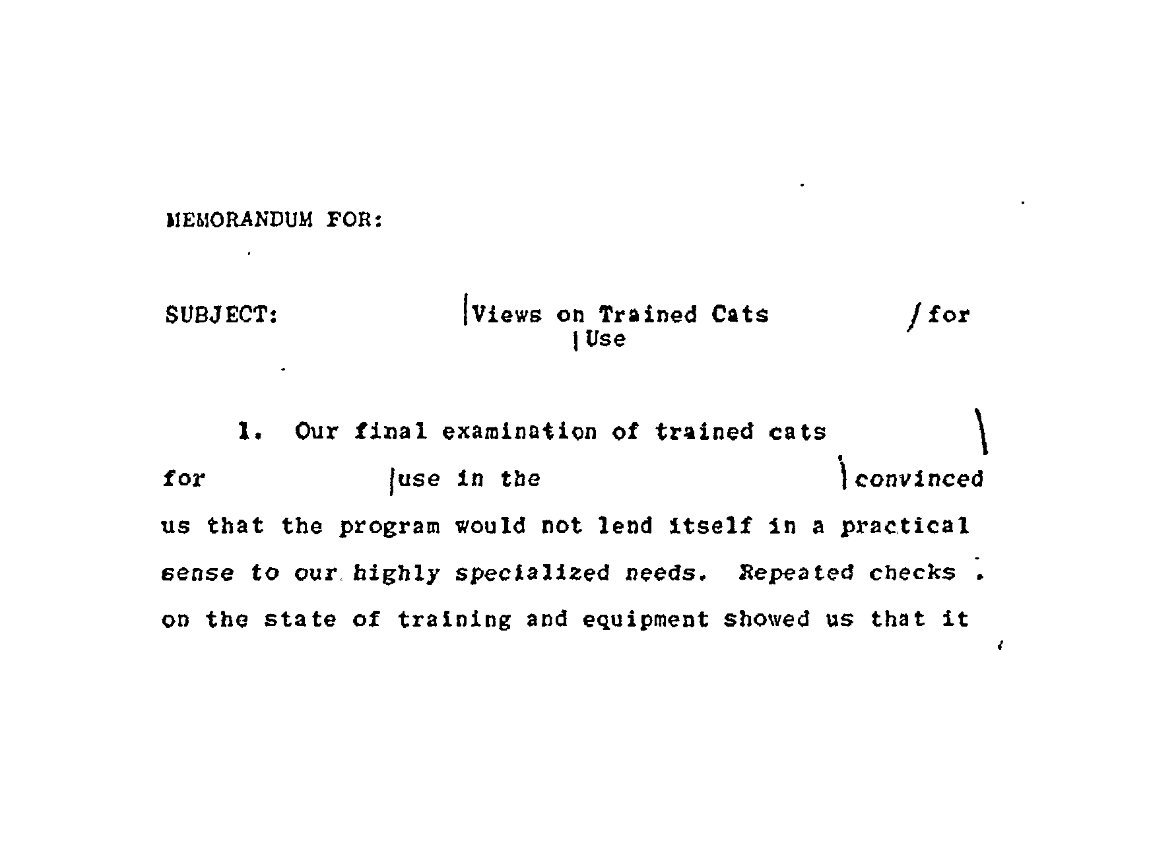 MEMORANDUM FOR:
SUBJECT: Views on Trained Cats for
Use
1. Our final examination of trained cats
for use in the convinced
us that the program would not lend itself in a practical
sense to our highly specialized needs. Repeated checks
on the state of training and equipment showed us that it